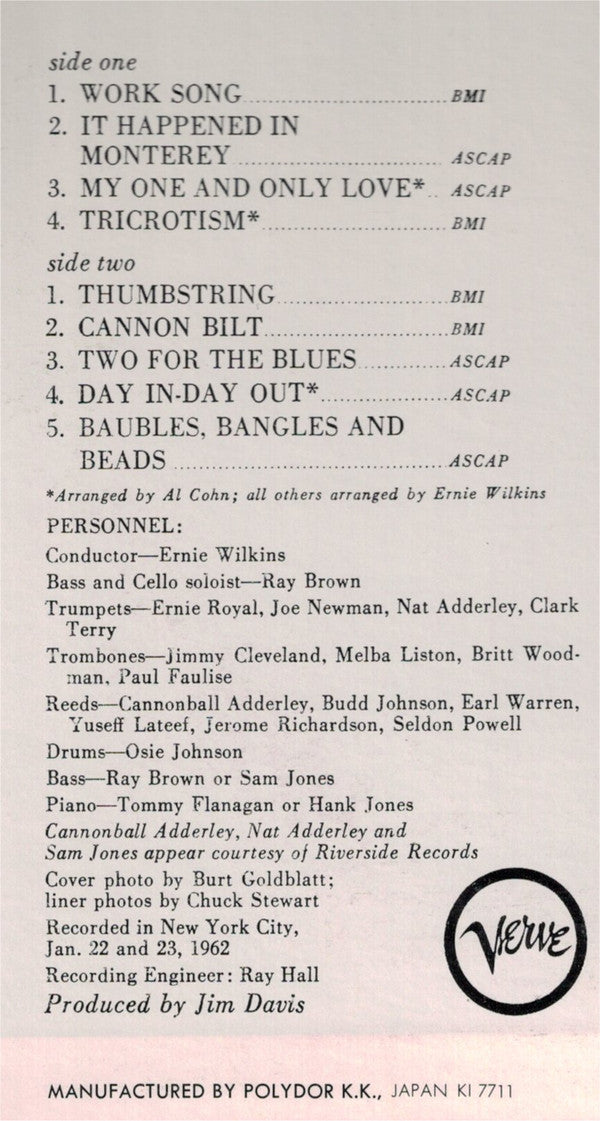 side one
1. WORK SONG........................BMI
2. IT HAPPENED IN
MONTEREY ........................ ASCAP
3. MY ONE AND ONLY LOVE*.. ASCAP
4. TRICROTISM*........................BMI
side two
1. THUMBSTRING........................BMI
2. CANNON BILT........................BMI
3. TWO FOR THE BLUES............ASCAP
4. DAY IN-DAY OUT*................ASCAP
5. BAUBLES, BANGLES AND
BEADS ....................................ASCAP
*Arranged by Al Cohn; all others arranged by Ernie Wilkins
PERSONNEL:
Conductor—Ernie Wilkins
Bass and Cello soloist—Ray Brown
Trumpets—Ernie Royal, Joe Newman, Nat Adderley, Clark
Terry
Trombones—Jimmy Cleveland, Melba Liston, Britt Wood-
man, Paul Faulise
Reeds—Cannonball Adderley, Budd Johnson, Earl Warren,
Yuseff Lateef, Jerome Richardson, Seldon Powell
Drums—Osie Johnson
Bass—Ray Brown or Sam Jones
Piano—Tommy Flanagan or Hank Jones
Cannonball Adderley, Nat Adderley and
Sam Jones appear courtesy of Riverside Records
Cover photo by Burt Goldblatt;
liner photos by Chuck Stewart
Recorded in New York City,
Jan. 22 and 23, 1962
Recording Engineer: Ray Hall
Produced by Jim Davis
VERVE
MANUFACTURED BY POLYDOR K.K., JAPAN KI 7711